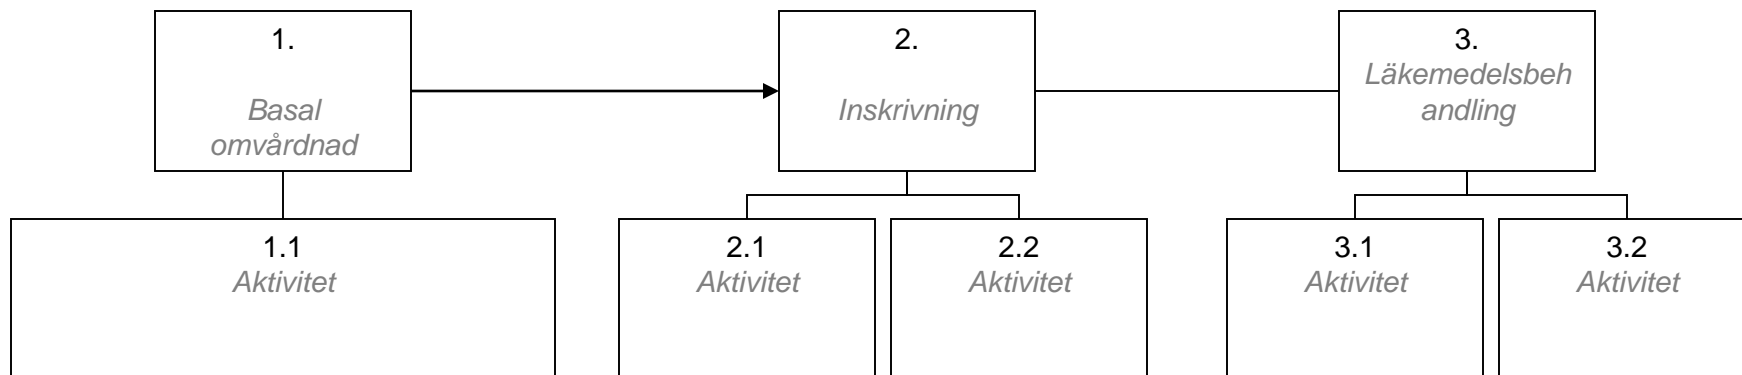 1.
Basal
omvårdnad
2.
Inskrivning
3.
Läkemedelsbeh
andling
1.1
Aktivitet
2.1
Aktivitet
2.2
Aktivitet
3.1
Aktivitet
3.2
Aktivitet